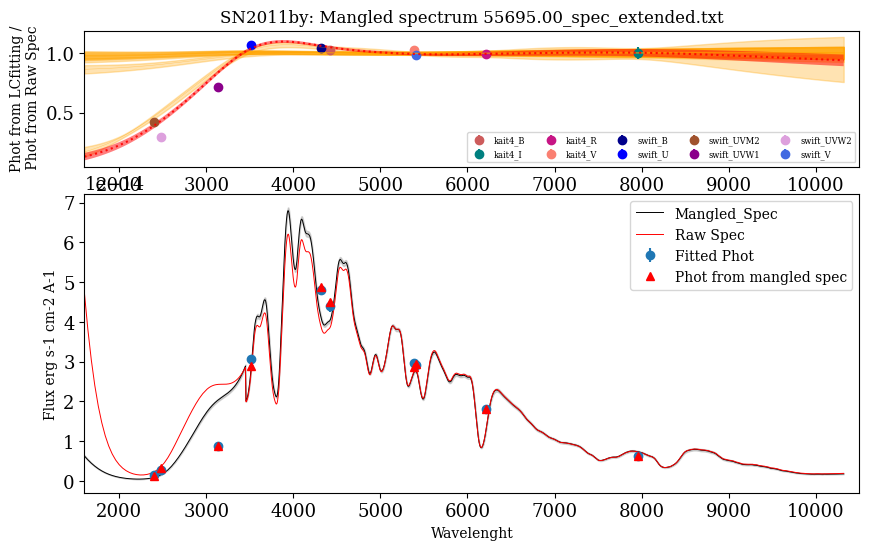 SN2011by: Mangled spectrum 55695.00_spec_extended.txt
Phot from LCfitting /
Phot from Raw Spec
1.0
0.5
kait4_B kait4_R swift_B swift_UVM2 swift_UVW2
kait4_I kait4_V swift_U swift_UVW1 swift_V
2000 3000 4000 5000 6000 7000 8000 9000 10000
1e−14
Flux erg s-1 cm-2 A-1
7
6
5
4
3
2
1
0
Mangled_Spec
Raw Spec
Fitted Phot
Phot from mangled spec
2000 3000 4000 5000 6000 7000 8000 9000 10000
Wavelenght